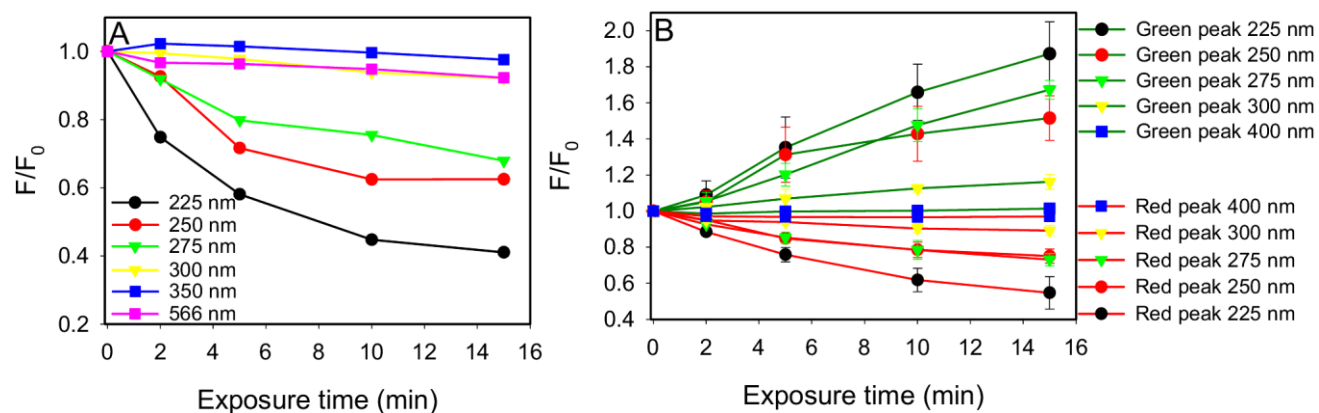 A
F/F0
1.0
0.8
0.6
0.4
0.2
225 nm
250 nm
275 nm
300 nm
350 nm
566 nm
0 2 4 6 8 10 12 14 16
Exposure time (min)
B
F/F0
2.0
1.8
1.6
1.4
1.2
1.0
0.8
0.6
0.4
0 2 4 6 8 10 12 14 16
Exposure time (min)
Green peak 225 nm
Green peak 250 nm
Green peak 275 nm
Green peak 300 nm
Green peak 400 nm
Red peak 400 nm
Red peak 300 nm
Red peak 275 nm
Red peak 250 nm
Red peak 225 nm